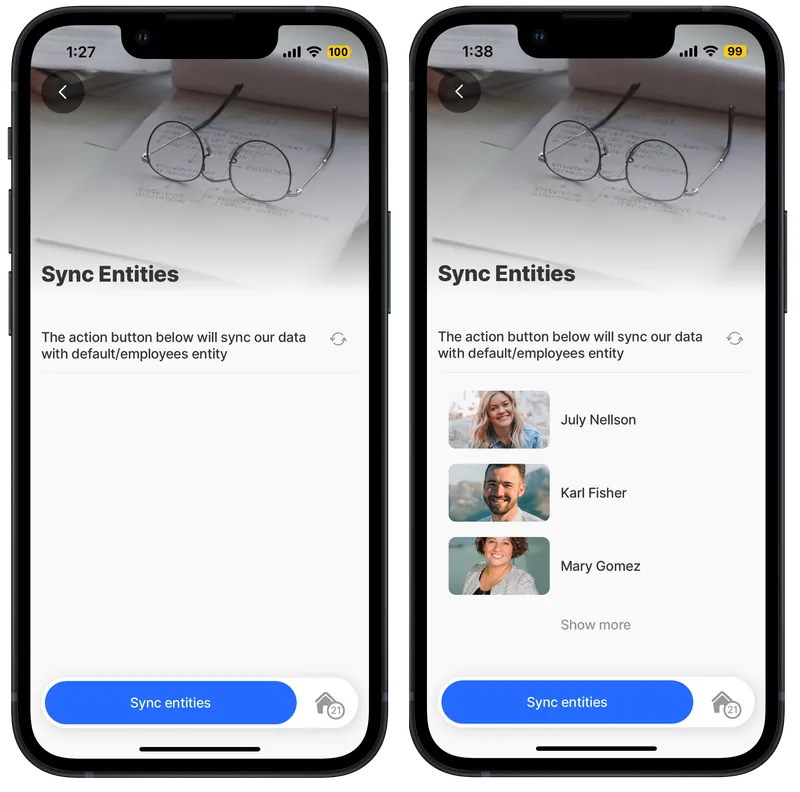 1:27
100
Sync Entities
The action button below will sync our data
with default/employees entity
Sync entities
21
1:38
99
Sync Entities
The action button below will sync our data
with default/employees entity
July Nellson
Karl Fisher
Mary Gomez
Show more
Sync entities
21